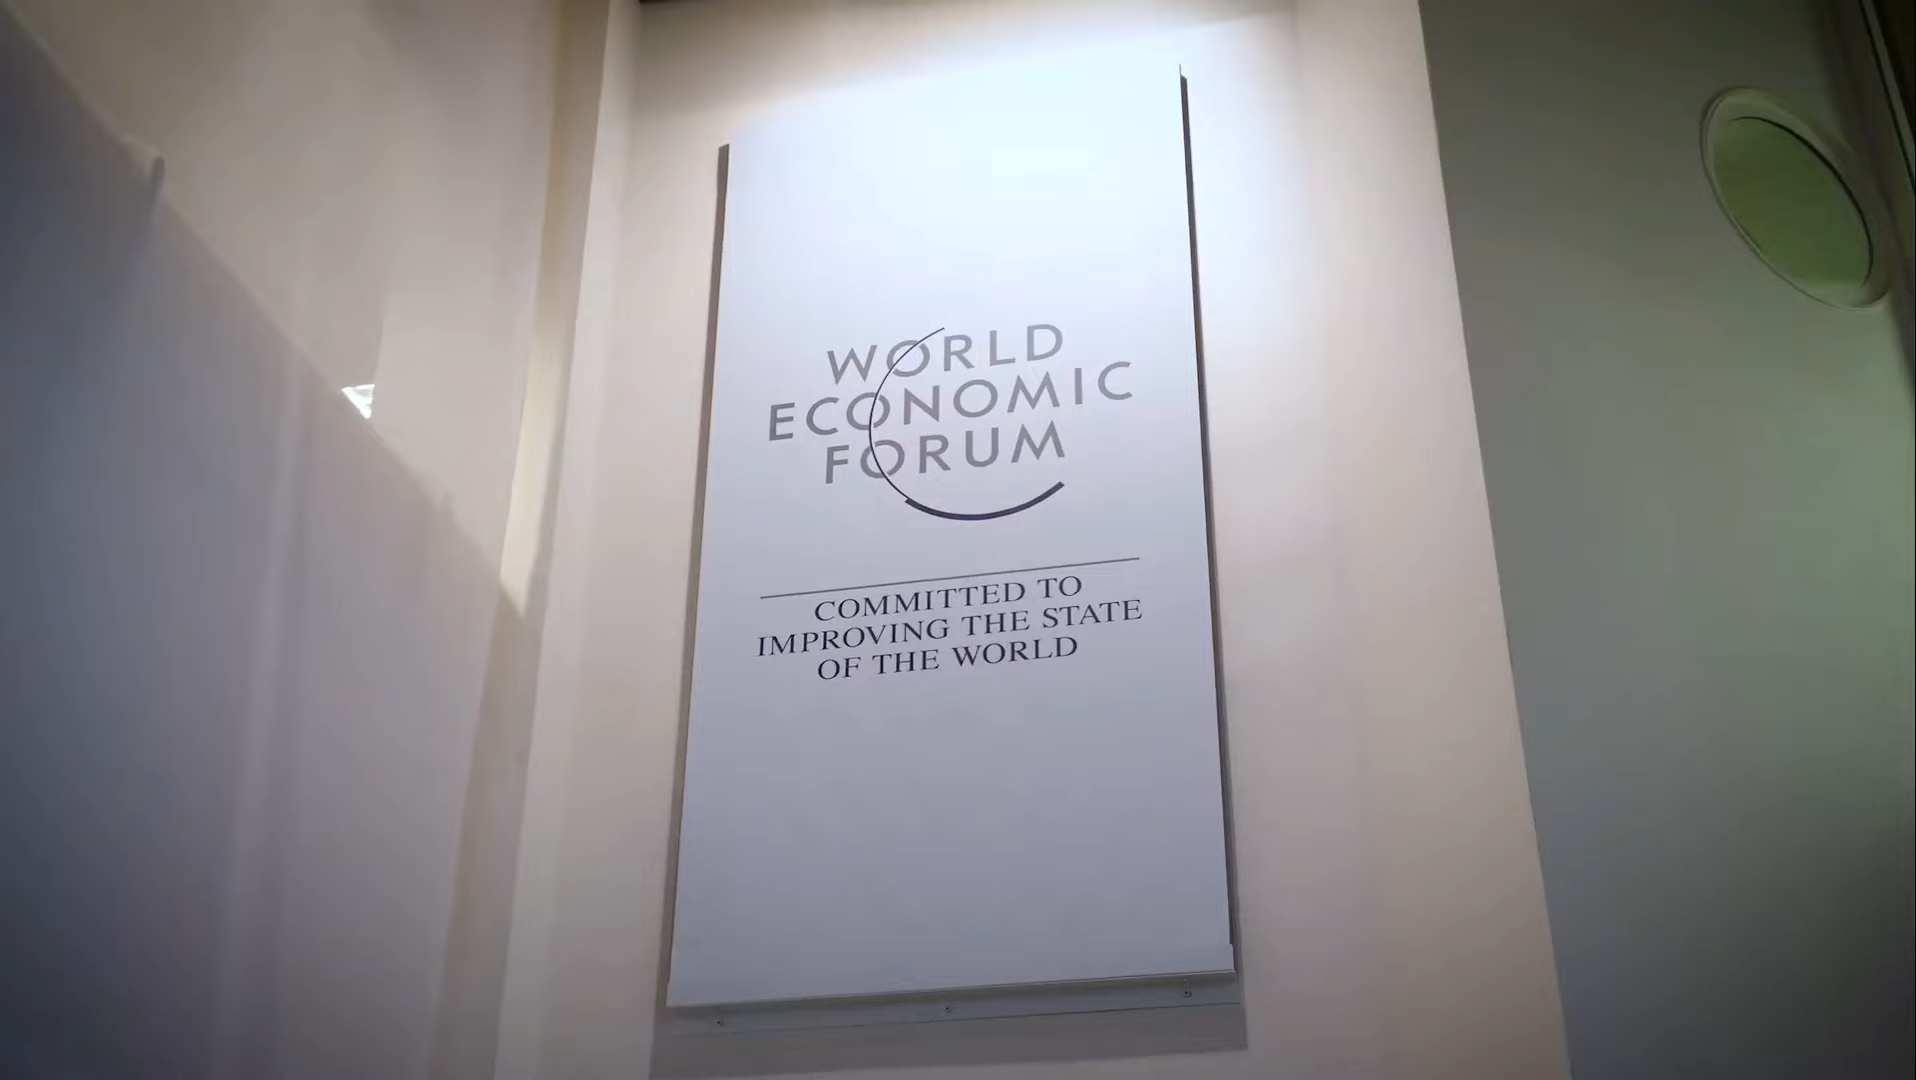 WORLD
ECONOMIC
FORUM
COMMITTED TO
IMPROVING THE STATE
OF THE WORLD